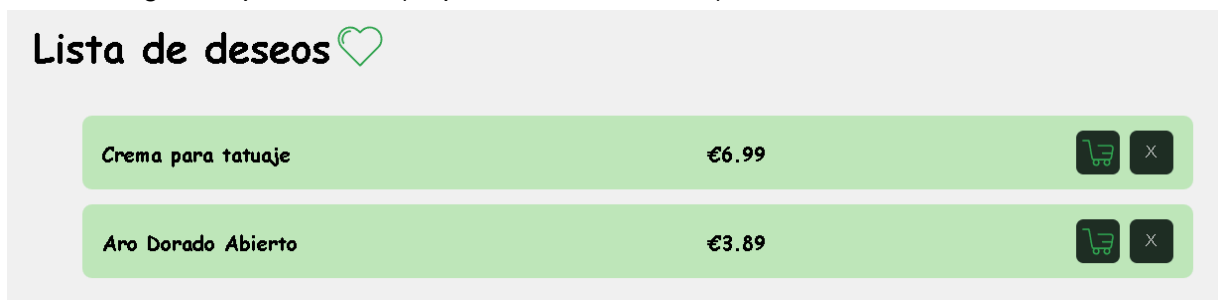 Lista de deseos
Crema para tatuaje €6.99 X
Aro Dorado Abierto €3.89 X